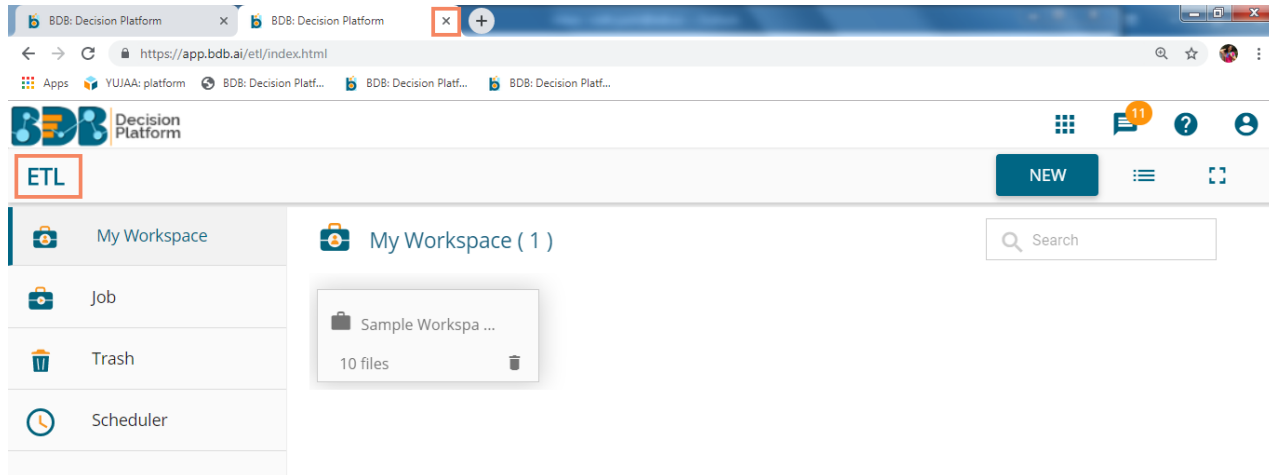 BDB: Decision Platform
BDB: Decision Platform
https://app.bdb.ai/etl/index.html
Apps YUJAA: platform BDB: Decision Platf... BDB: Decision Platf... BDB: Decision Platf...
BDB Decision
Platform
11
ETL
NEW
My Workspace
My Workspace ( 1 )
Search
Job
Sample Workspa ...
10 files
Trash
Scheduler